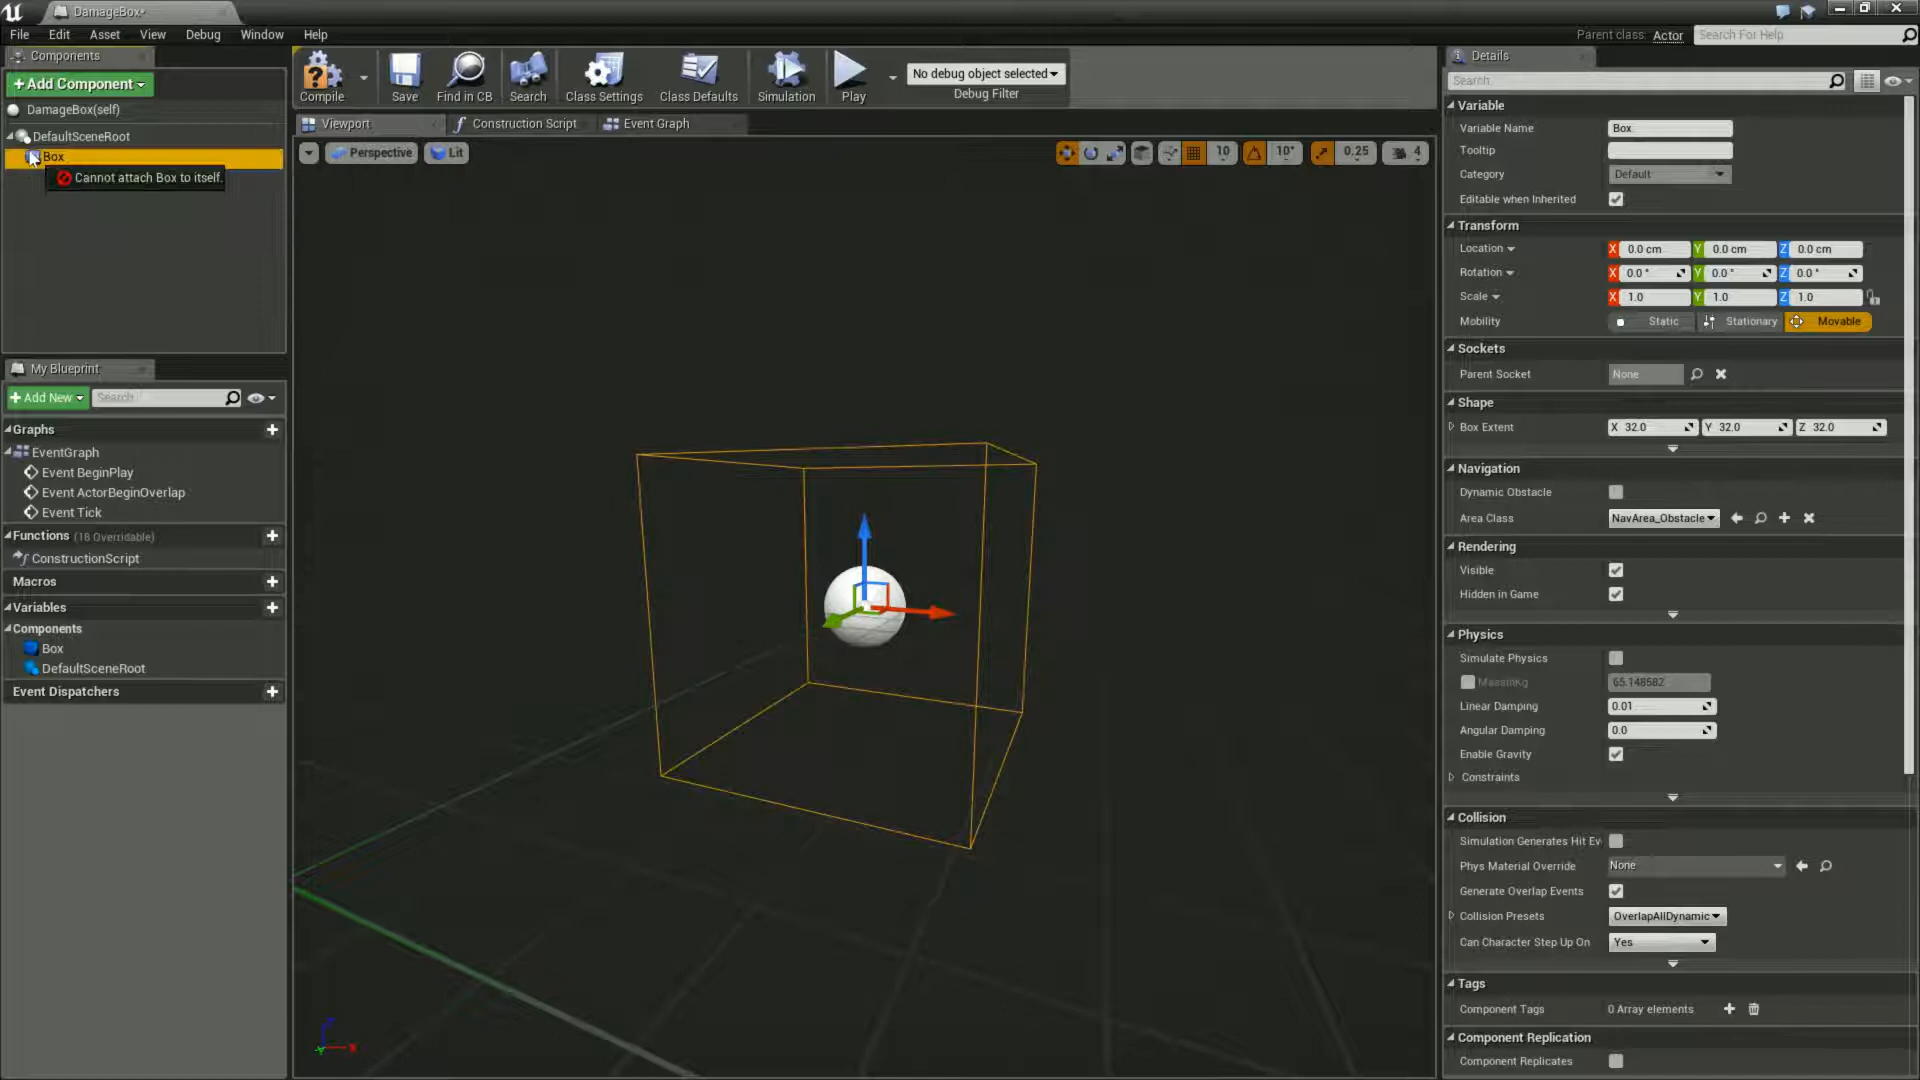 DamageBox*
File Edit Asset View Debug Window Help
Parent class: Actor
Search For Help
Components
+Add Component
DamageBox(self)
DefaultSceneRoot
Box
Cannot attach Box to itself.
Compile
Save
Find in CB
Search
Class Settings
Class Defaults
Simulation
Play
No debug object selected
Debug Filter
Viewport
Construction Script
Event Graph
Perspective
Lit
10
10°
0.25
4
My Blueprint
+Add New
Search
Graphs
EventGraph
Event BeginPlay
Event ActorBeginOverlap
Event Tick
Functions (18 Overridable)
ConstructionScript
Macros
Variables
Components
Box
DefaultSceneRoot
Event Dispatchers
Details
Search
Variable
Variable Name Box
Tooltip
Category Default
Editable when Inherited
Transform
Location X 0.0 cm Y 0.0 cm Z 0.0 cm
Rotation X 0.0 ° Y 0.0 ° Z 0.0 °
Scale X 1.0 Y 1.0 Z 1.0
Mobility Static Stationary Movable
Sockets
Parent Socket None
Shape
Box Extent X 32.0 Y 32.0 Z 32.0
Navigation
Dynamic Obstacle
Area Class NavArea_Obstacle
Rendering
Visible
Hidden in Game
Physics
Simulate Physics
MassInKg 65.148582
Linear Damping 0.01
Angular Damping 0.0
Enable Gravity
Constraints
Collision
Simulation Generates Hit Ev
Phys Material Override None
Generate Overlap Events
Collision Presets OverlapAllDynamic
Can Character Step Up On Yes
Tags
Component Tags 0 Array elements
Component Replication
Component Replicates
Z
Y
X